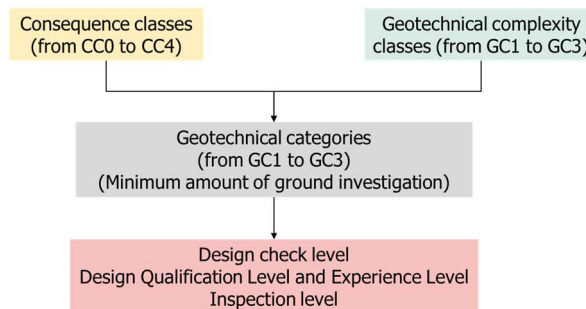 Consequence classes
(from CC0 to CC4)
Geotechnical complexity
classes (from GC1 to GC3)
Geotechnical categories
(from GC1 to GC3)
(Minimum amount of ground investigation)
Design check level
Design Qualification Level and Experience Level
Inspection level